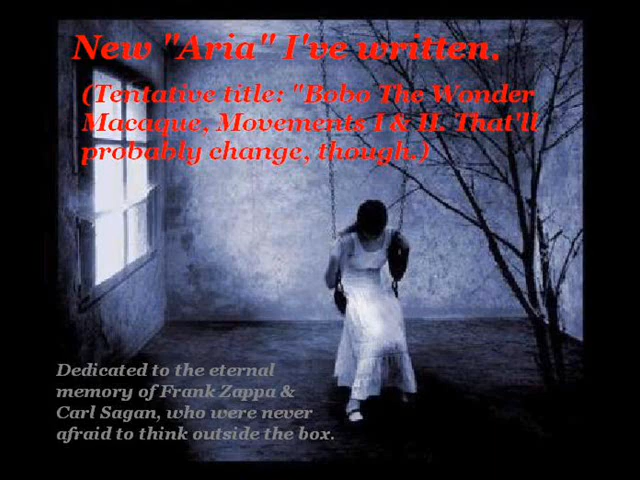 New "Aria" I've written.
(Tentative title: "Bobo The Wonder
Macaque, Movements I & II. That'll
probably change, though.)
Dedicated to the eternal
memory of Frank Zappa &
Carl Sagan, who were never
afraid to think outside the box.